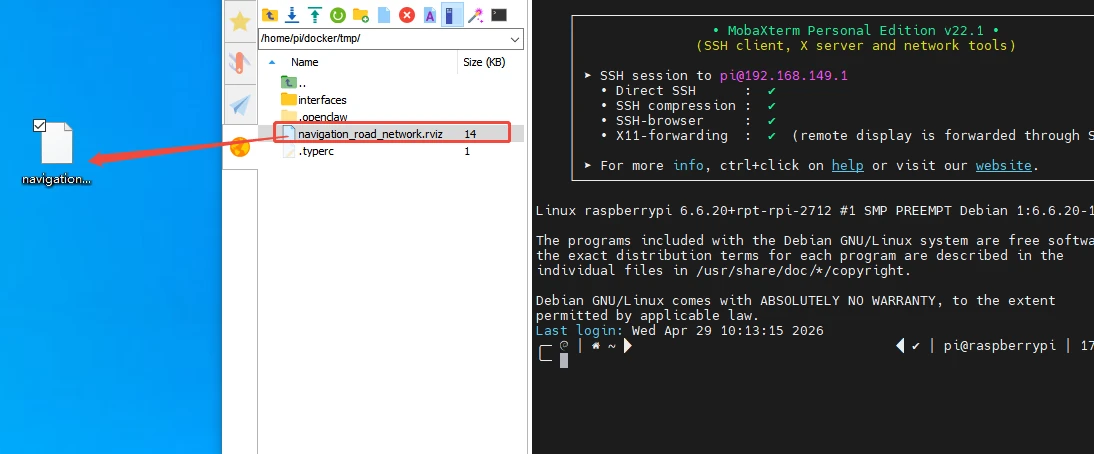 navigation...
/home/pi/docker/tmp/
Name Size (KB)
..
interfaces
.openclaw
navigation_road_network.rviz 14
.typerc 1
• MobaXterm Personal Edition v22.1 •
(SSH client, X server and network tools)
➤ SSH session to pi@192.168.149.1
• Direct SSH : ✔
• SSH compression : ✔
• SSH-browser : ✔
• X11-forwarding : ✔ (remote display is forwarded through S
➤ For more info, ctrl+click on help or visit our website.
Linux raspberrypi 6.6.20+rpt-rpi-2712 #1 SMP PREEMPT Debian 1:6.6.20-1
The programs included with the Debian GNU/Linux system are free softwa
the exact distribution terms for each program are described in the
individual files in /usr/share/doc/*/copyright.
Debian GNU/Linux comes with ABSOLUTELY NO WARRANTY, to the extent
permitted by applicable law.
Last login: Wed Apr 29 10:13:15 2026
~ ✔ | pi@raspberrypi | 17